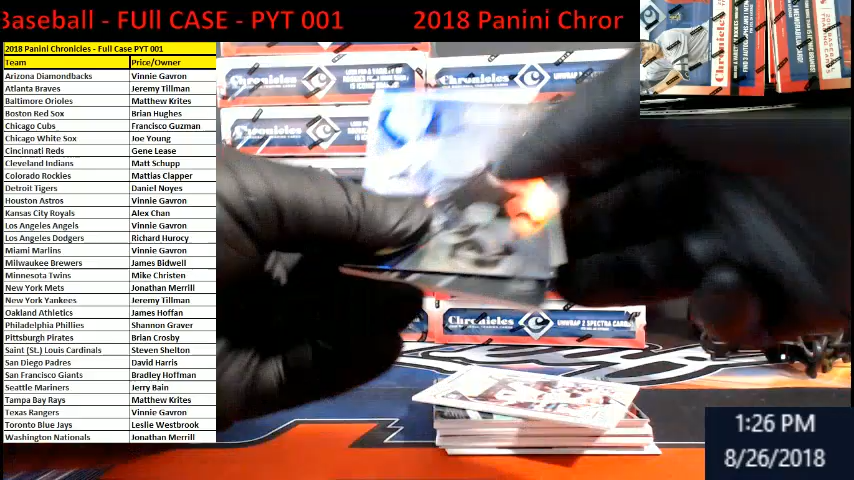 Baseball - FUll CASE - PYT 001 2018 Panini Chror
2018 Panini Chronicles - Full Case PYT 001
Team Price/Owner
Arizona Diamondbacks Vinnie Gavron
Atlanta Braves Jeremy Tillman
Baltimore Orioles Matthew Krites
Boston Red Sox Brian Hughes
Chicago Cubs Francisco Guzman
Chicago White Sox Joe Young
Cincinnati Reds Gene Lease
Cleveland Indians Matt Schupp
Colorado Rockies Mattias Clapper
Detroit Tigers Daniel Noyes
Houston Astros Vinnie Gavron
Kansas City Royals Alex Chan
Los Angeles Angels Vinnie Gavron
Los Angeles Dodgers Richard Hurocy
Miami Marlins Vinnie Gavron
Milwaukee Brewers James Bidwell
Minnesota Twins Mike Christen
New York Mets Jonathan Merrill
New York Yankees Jeremy Tillman
Oakland Athletics James Hoffan
Philadelphia Phillies Shannon Graver
Pittsburgh Pirates Brian Crosby
Saint (St.) Louis Cardinals Steven Shelton
San Diego Padres David Harris
San Francisco Giants Bradley Hoffman
Seattle Mariners Jerry Bain
Tampa Bay Rays Matthew Krites
Texas Rangers Vinnie Gavron
Toronto Blue Jays Leslie Westbrook
Washington Nationals Jonathan Merrill
Chronicles
Chronicles
Chronicles
Chronicles UNWRAP 2 SPECTRA CARDS
1:26 PM
8/26/2018